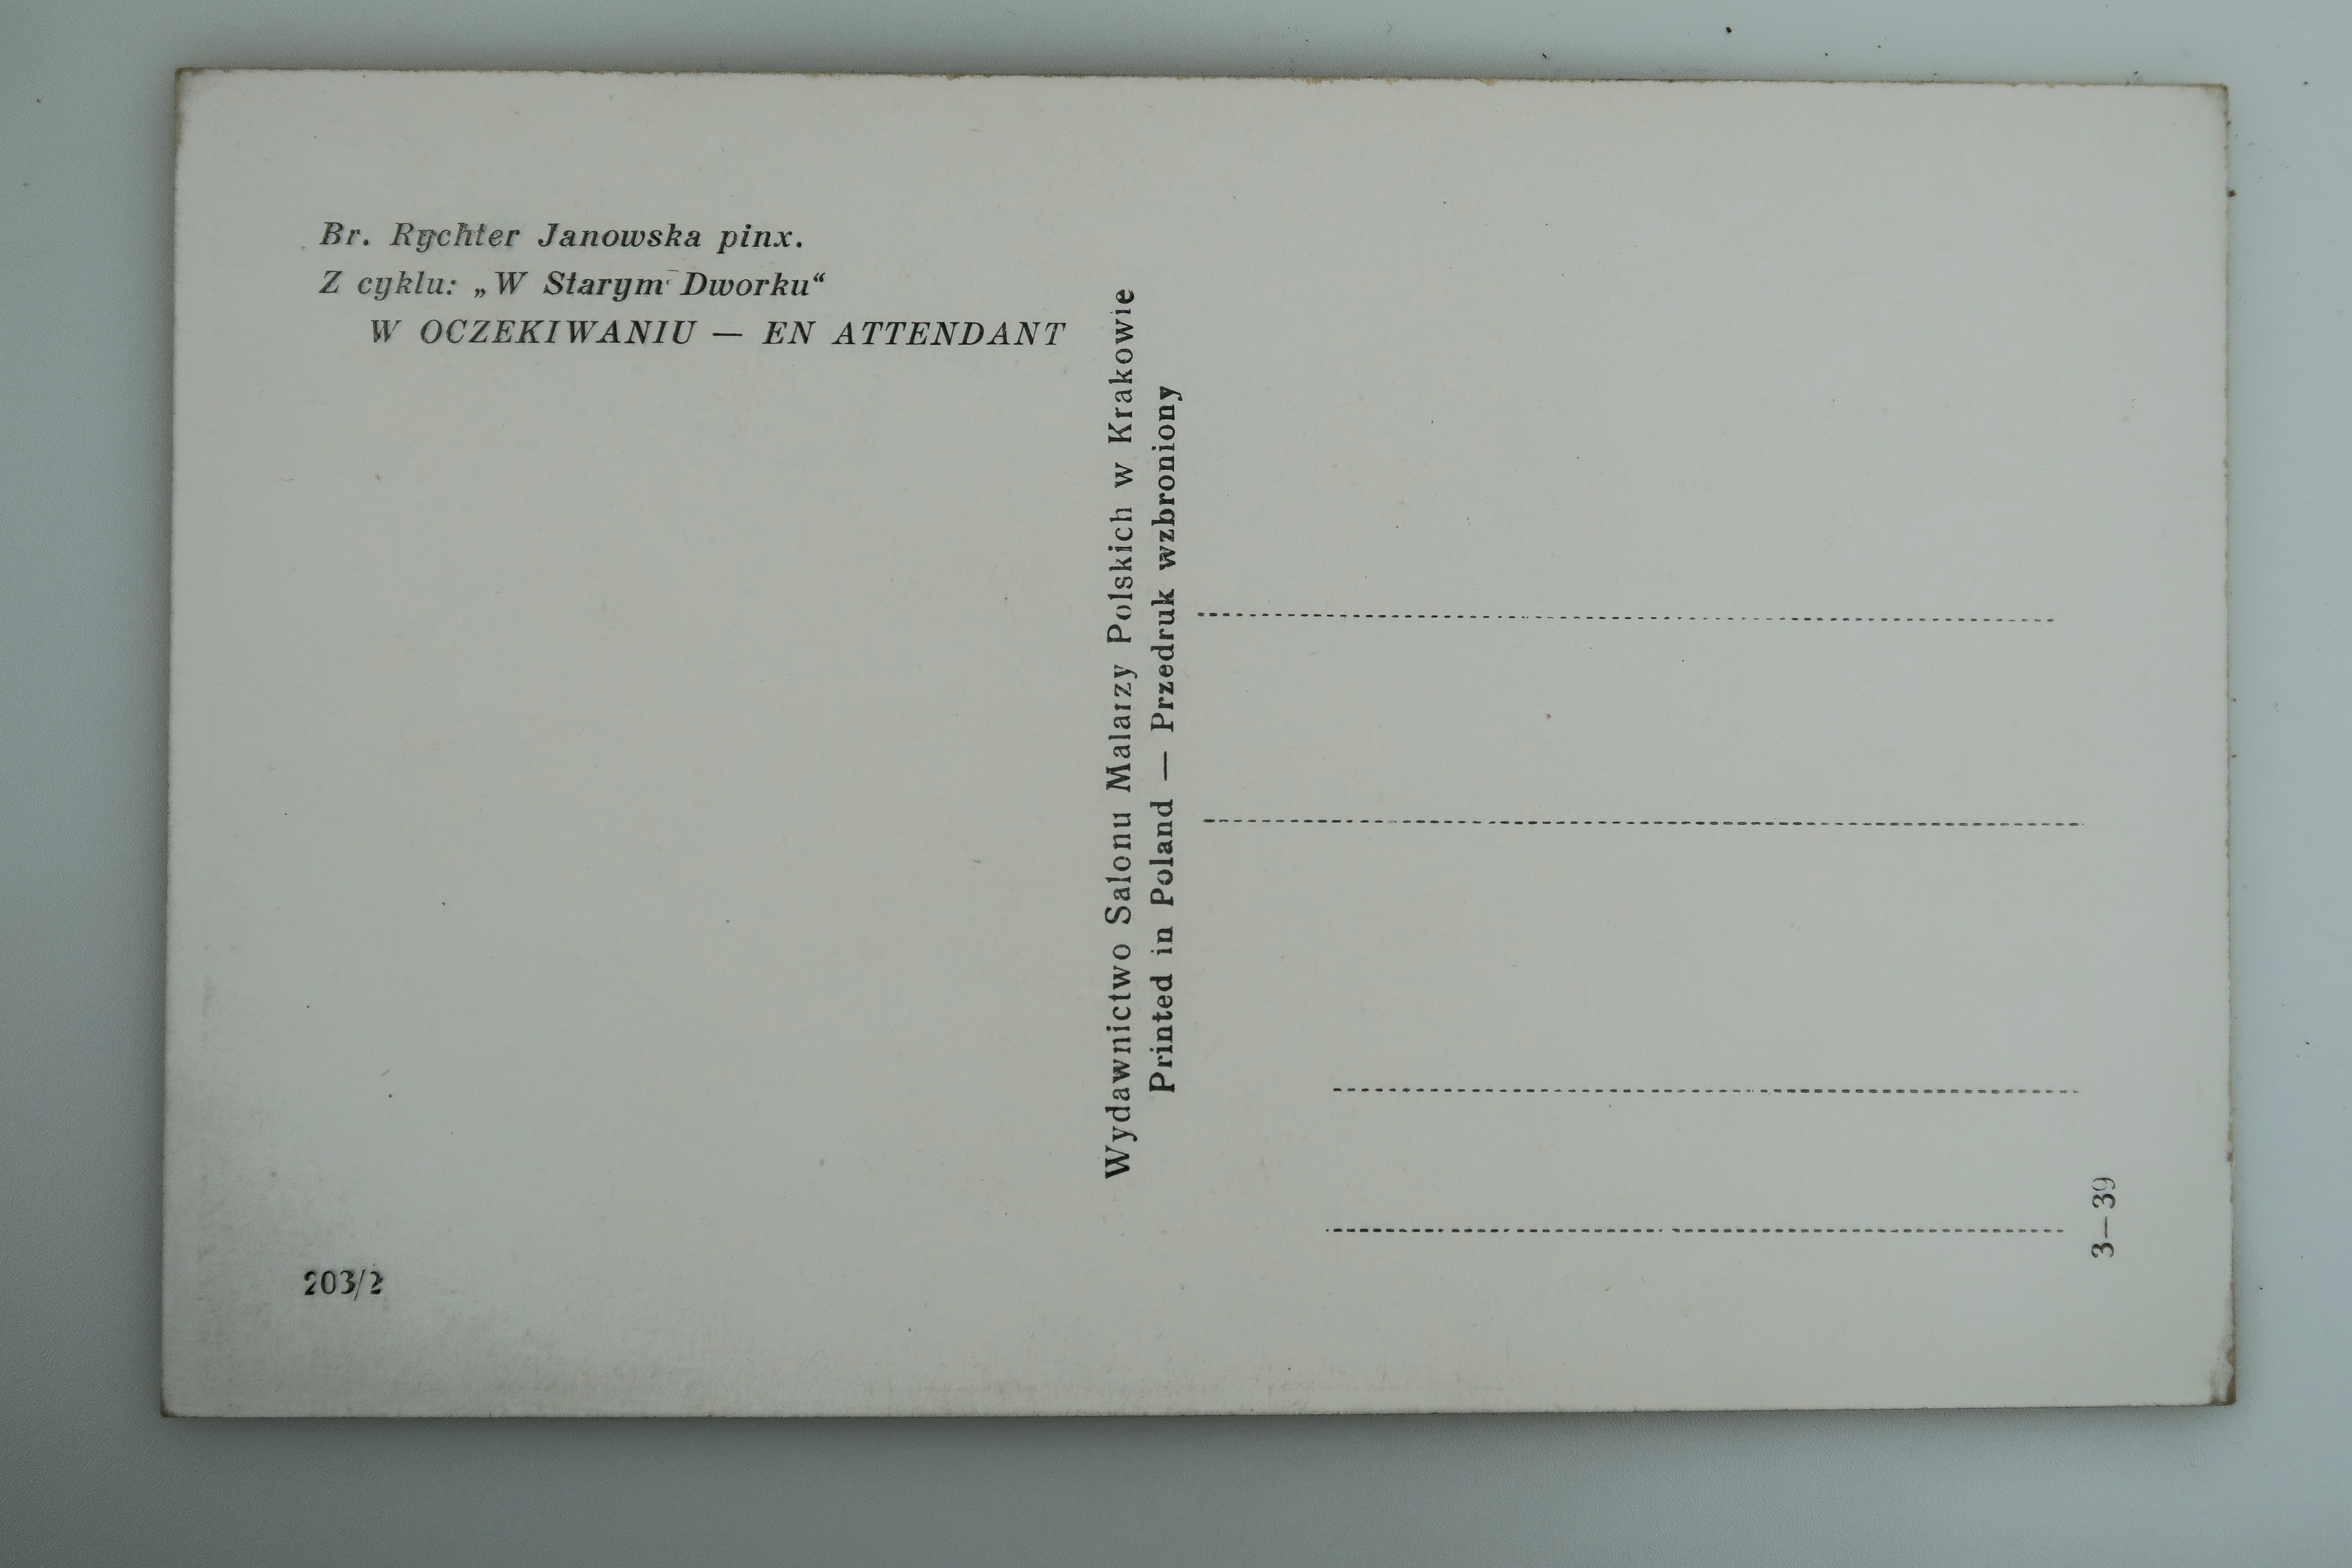 Br. Rychter Janowska pinx.
Z cyklu: „W Starym Dworku“
W OCZEKIWANIU — EN ATTENDANT
Wydawnictwo Salonu Malarzy Polskich w Krakowie
Printed in Poland — Przedruk wzbroniony
203/2
3—39